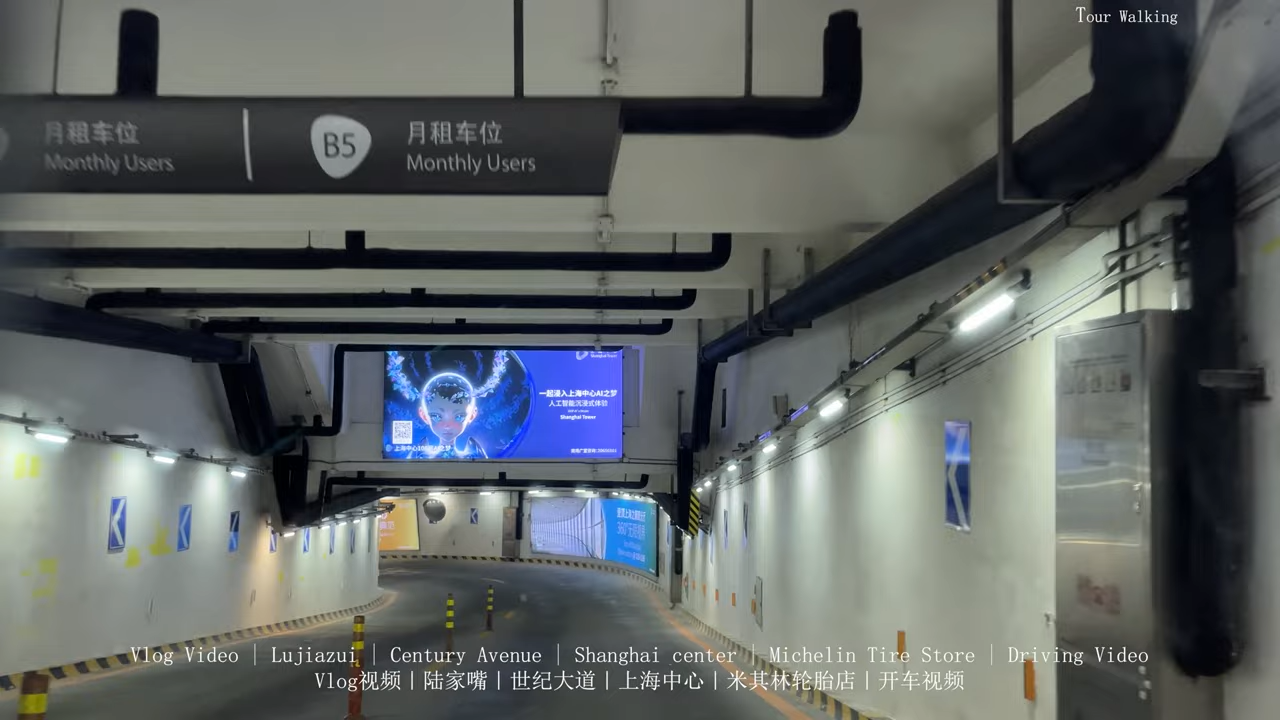 Tour Walking
月租车位
Monthly Users
B5
月租车位
Monthly Users
一起浸入上海中心AI之梦
人工智能沉浸式体验
Shanghai Tower
Vlog Video | Lujiazui | Century Avenue | Shanghai center | Michelin Tire Store | Driving Video
Vlog视频 | 陆家嘴 | 世纪大道 | 上海中心 | 米其林轮胎店 | 开车视频